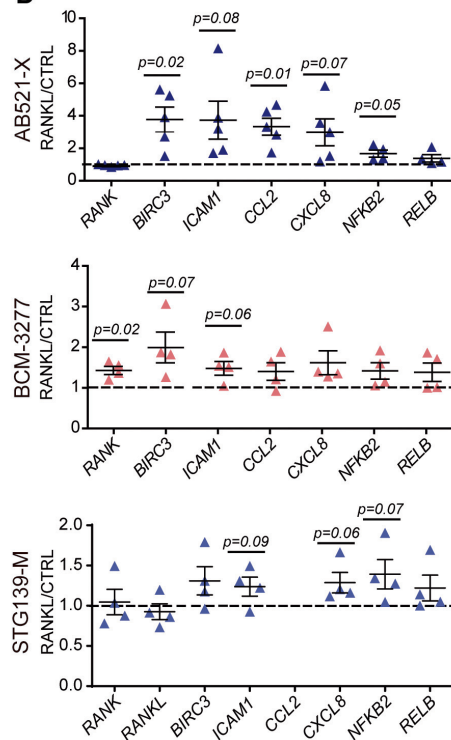 10
p=0.08
p=0.02
p=0.01
p=0.07
p=0.05
8
6
4
2
0
AB521-X
RANKL/CTRL
RANK
BIRC3
ICAM1
CCL2
CXCL8
NFKB2
RELB
4
p=0.07
p=0.06
p=0.02
3
2
1
0
BCM-3277
RANKL/CTRL
RANK
BIRC3
ICAM1
CCL2
CXCL8
NFKB2
RELB
2.0
p=0.07
p=0.06
p=0.09
1.5
1.0
0.5
0.0
STG139-M
RANKL/CTRL
RANK
RANKL
BIRC3
ICAM1
CCL2
CXCL8
NFKB2
RELB